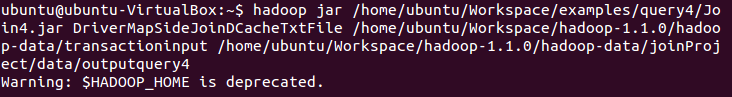 ubuntu@ubuntu-VirtualBox:~$ hadoop jar /home/ubuntu/Workspace/examples/query4/Jo
in4.jar DriverMapSideJoinDCacheTxtFile /home/ubuntu/Workspace/hadoop-1.1.0/hadoo
p-data/transactioninput /home/ubuntu/Workspace/hadoop-1.1.0/hadoop-data/joinProj
ect/data/outputquery4
Warning: $HADOOP_HOME is deprecated.